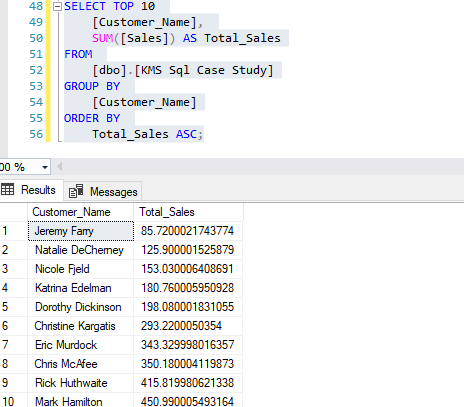 48 SELECT TOP 10
49 [Customer_Name],
50 SUM([Sales]) AS Total_Sales
51 FROM
52 [dbo].[KMS Sql Case Study]
53 GROUP BY
54 [Customer_Name]
55 ORDER BY
56 Total_Sales ASC;
00 %
Results Messages
Customer_Name Total_Sales
1 Jeremy Farry 85.7200021743774
2 Natalie DeCherney 125.900001525879
3 Nicole Fjeld 153.030006408691
4 Katrina Edelman 180.760005950928
5 Dorothy Dickinson 198.080001831055
6 Christine Kargatis 293.2200050354
7 Eric Murdock 343.329998016357
8 Chris McAfee 350.180004119873
9 Rick Huthwaite 415.819980621338
10 Mark Hamilton 450.990005493164